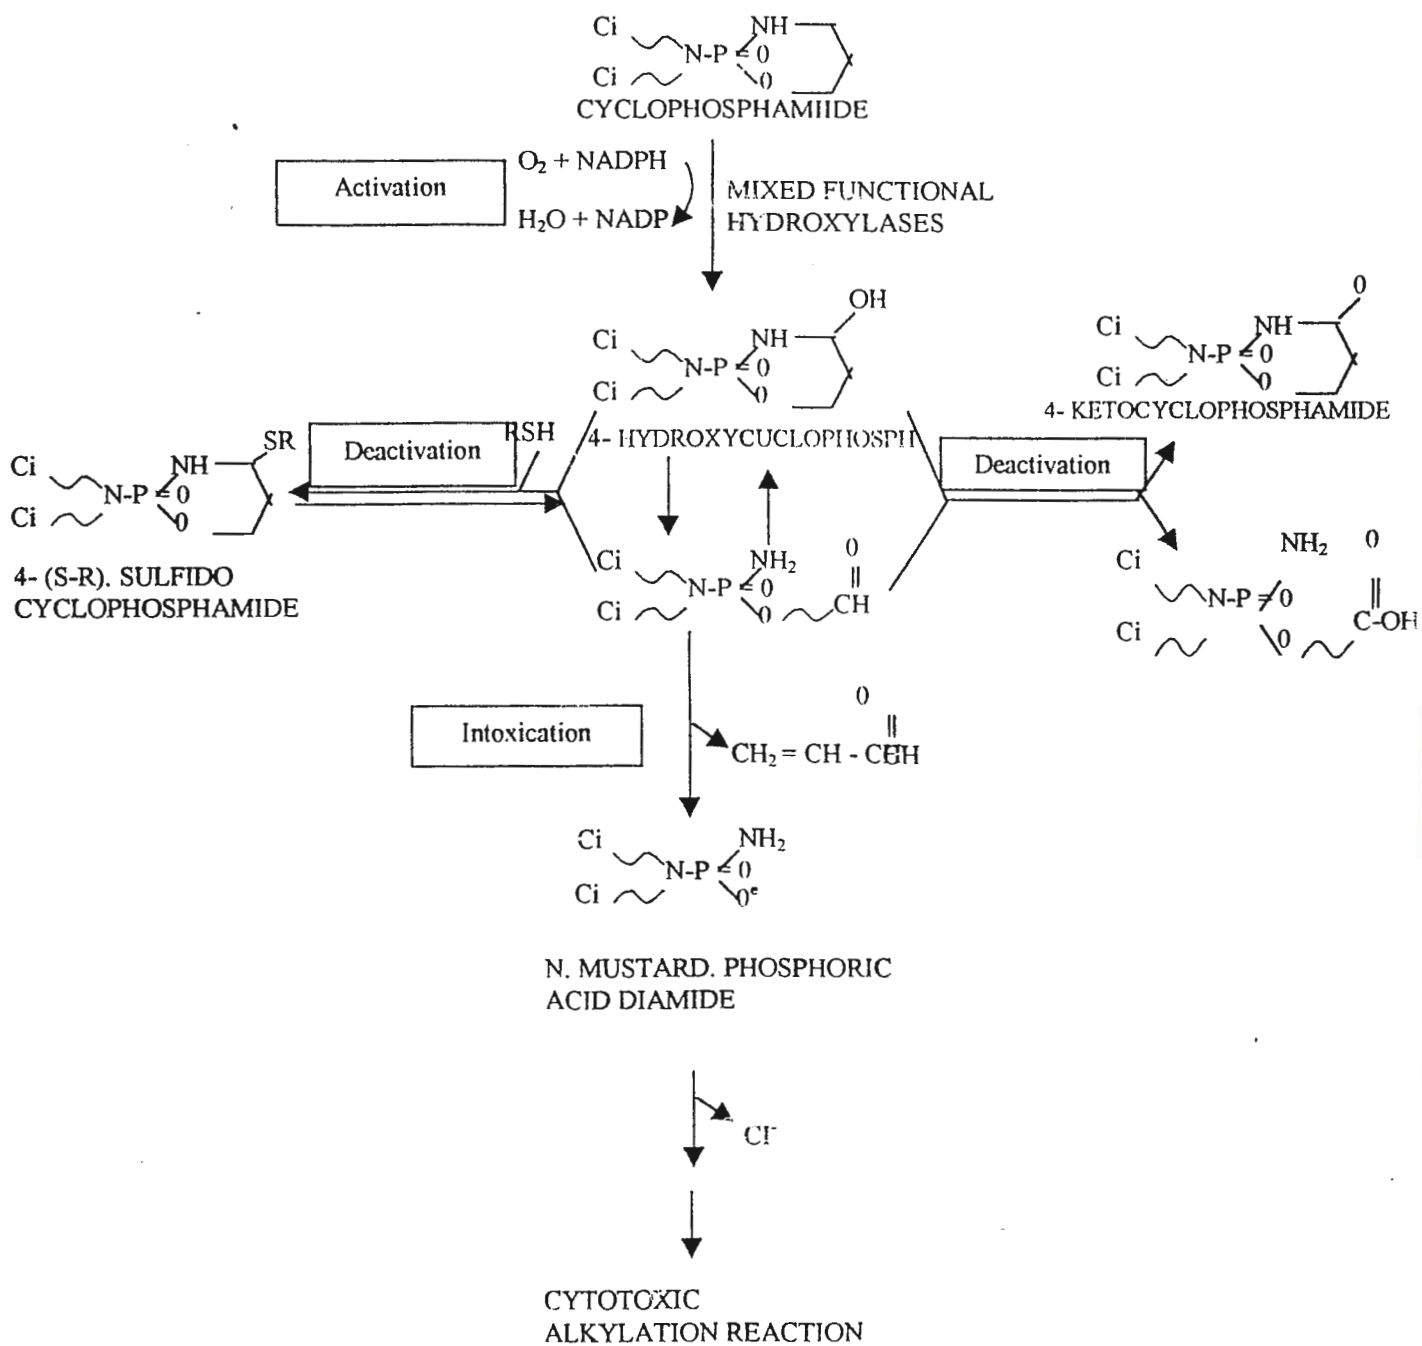 Ci
NH
N-P = 0
Ci
0
CYCLOPHOSPHAMIIDE
O₂ + NADPH
Activation
MIXED FUNCTIONAL
H₂O + NADP
HYDROXYLASES
OH
Ci
NH
N-P = 0
Ci
0
4- HYDROXYCUCLOPHOSPH
0
Ci
NH
N-P = 0
Ci
0
4- KETOCYCLOPHOSPHAMIDE
Deactivation
RSH
Deactivation
SR
Ci
NH
N-P = 0
Ci
0
4- (S-R). SULFIDO
CYCLOPHOSPHAMIDE
0
Ci
NH₂
N-P = 0
Ci
0
CH
NH₂ 0
Ci
N-P = 0
Ci
0
C-OH
Intoxication
0
CH₂ = CH - CH
Ci
NH₂
N-P = 0
Ci
0ᵉ
N. MUSTARD. PHOSPHORIC
ACID DIAMIDE
Cl⁻
CYTOTOXIC
ALKYLATION REACTION